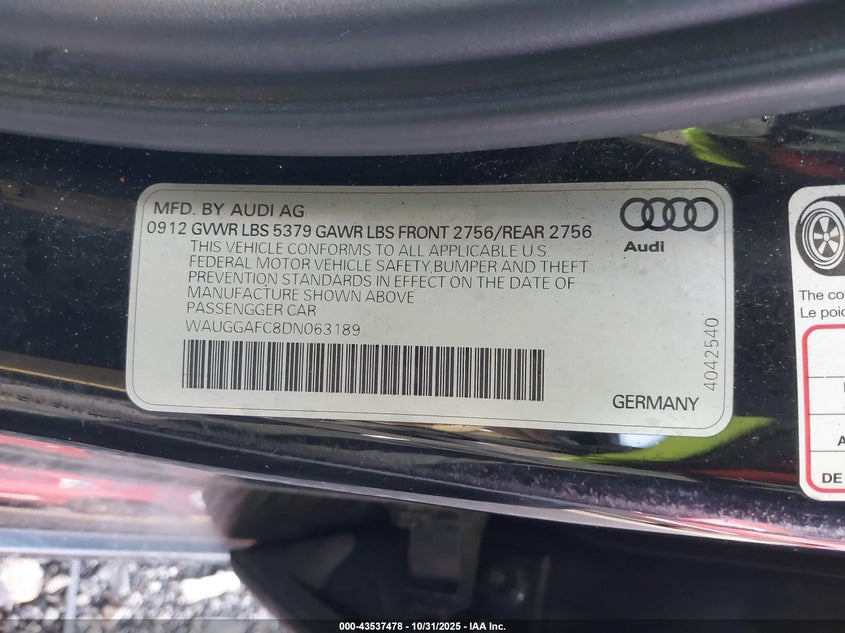 MFD. BY AUDI AG
0912 GVWR LBS 5379 GAWR LBS FRONT 2756/REAR 2756
THIS VEHICLE CONFORMS TO ALL APPLICABLE U.S.
FEDERAL MOTOR VEHICLE SAFETY,BUMPER AND THEFT
PREVENTION STANDARDS IN EFFECT ON THE DATE OF
MANUFACTURE SHOWN ABOVE
PASSENGGER CAR
WAUGGAFC8DN063189
Audi
4042540
GERMANY
The co
Le poid
A
DE
000-43537478 - 10/31/2025 - IAA Inc.